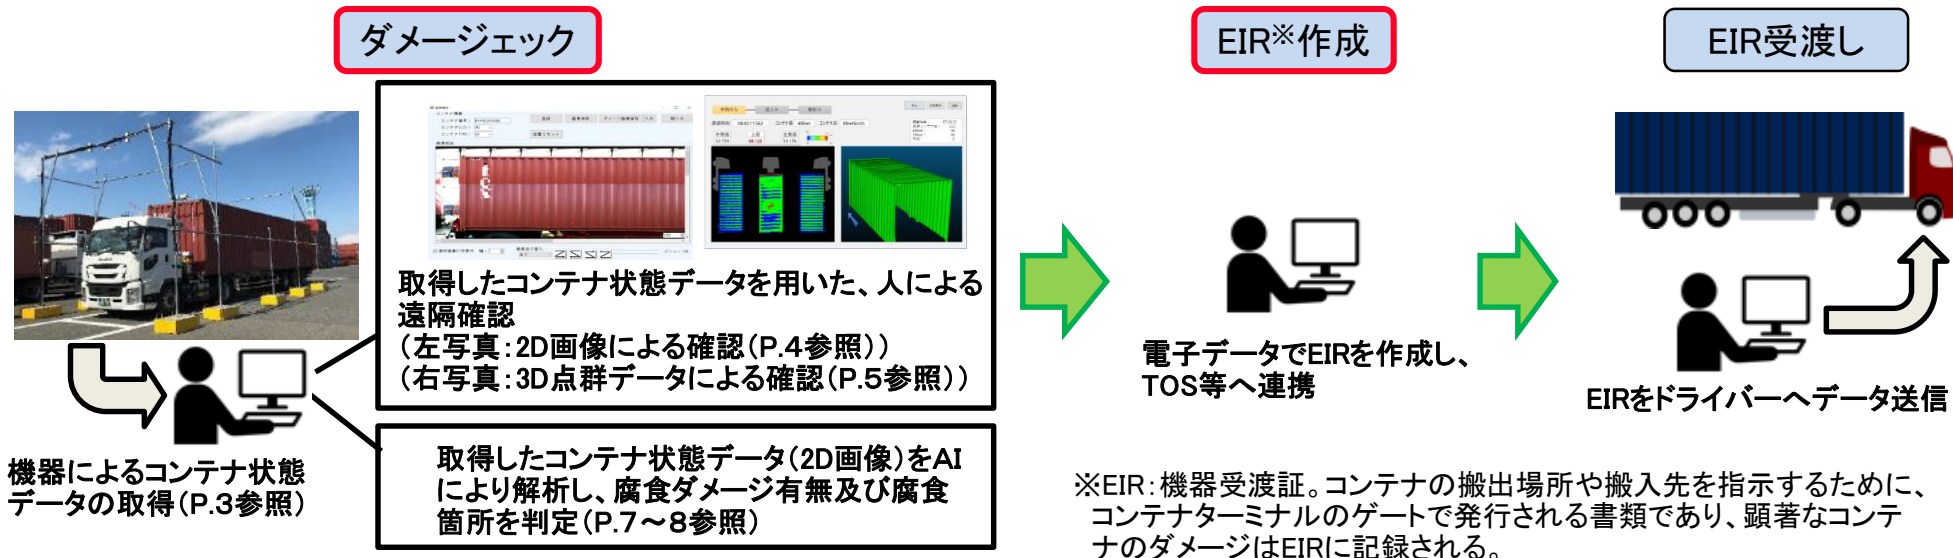 ダメージェック
EIR※作成
EIR受渡し
取得したコンテナ状態データを用いた、人による
遠隔確認
（左写真：2D画像による確認（P.4参照））
（右写真：3D点群データによる確認（P.5参照））
機器によるコンテナ状態
データの取得（P.3参照）
取得したコンテナ状態データ（2D画像）をAI
により解析し、腐食ダメージ有無及び腐食
箇所を判定（P.7～8参照）
電子データでEIRを作成し、
TOS等へ連携
EIRをドライバーへデータ送信
※EIR：機器受渡証。コンテナの搬出場所や搬入先を指示するために、
コンテナターミナルのゲートで発行される書類であり、顕著なコンテ
ナのダメージはEIRに記録される。